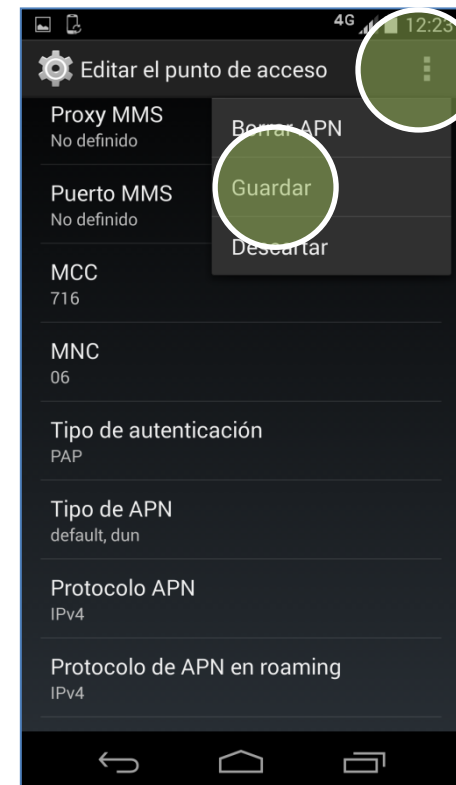 4G 12:23
Editar el punto de acceso
Proxy MMS
No definido
Borrar APN
Guardar
Descartar
Puerto MMS
No definido
MCC
716
MNC
06
Tipo de autenticación
PAP
Tipo de APN
default, dun
Protocolo APN
IPv4
Protocolo de APN en roaming
IPv4